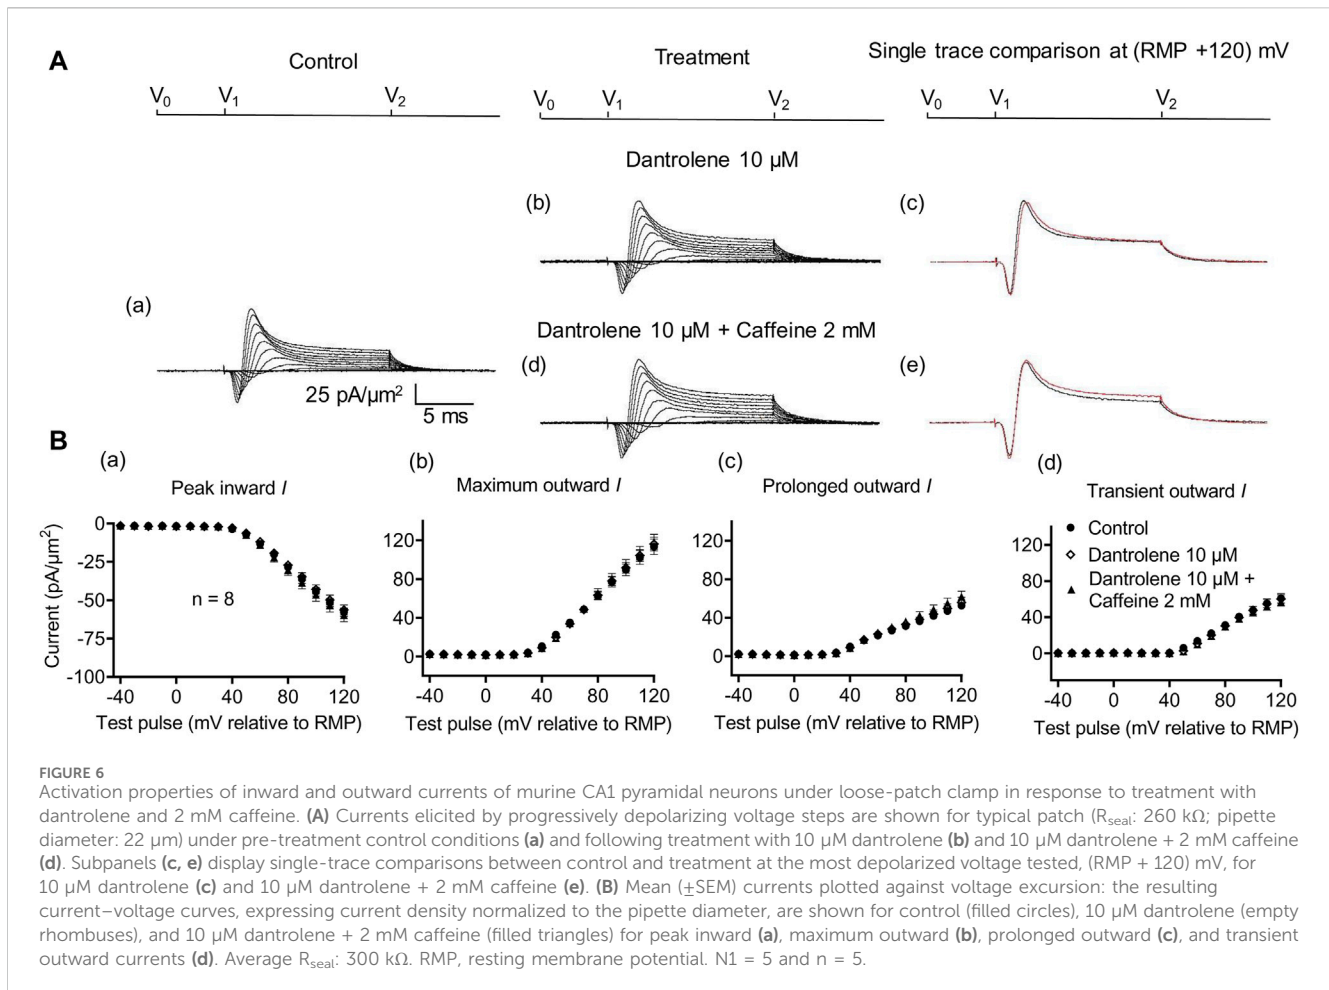 A
Control
Treatment
Single trace comparison at (RMP +120) mV
V0 V1 V2
V0 V1 V2
V0 V1 V2
Dantrolene 10 µM
(b)
(c)
(a)
Dantrolene 10 µM + Caffeine 2 mM
(d)
(e)
25 pA/µm²
5 ms
B
(a)
Peak inward I
(b)
Maximum outward I
(c)
Prolonged outward I
(d)
Transient outward I
Current (pA/µm²)
0
-25
-50
-75
-100
n = 8
-40 0 40 80 120
Test pulse (mV relative to RMP)
120
80
40
0
-40 0 40 80 120
Test pulse (mV relative to RMP)
120
80
40
0
-40 0 40 80 120
Test pulse (mV relative to RMP)
120
80
40
0
Control
Dantrolene 10 µM
Dantrolene 10 µM +
Caffeine 2 mM
-40 0 40 80 120
Test pulse (mV relative to RMP)
FIGURE 6
Activation properties of inward and outward currents of murine CA1 pyramidal neurons under loose-patch clamp in response to treatment with
dantrolene and 2 mM caffeine. (A) Currents elicited by progressively depolarizing voltage steps are shown for typical patch (Rseal: 260 kΩ; pipette
diameter: 22 µm) under pre-treatment control conditions (a) and following treatment with 10 µM dantrolene (b) and 10 µM dantrolene + 2 mM caffeine
(d). Subpanels (c, e) display single-trace comparisons between control and treatment at the most depolarized voltage tested, (RMP + 120) mV, for
10 µM dantrolene (c) and 10 µM dantrolene + 2 mM caffeine (e). (B) Mean (±SEM) currents plotted against voltage excursion: the resulting
current–voltage curves, expressing current density normalized to the pipette diameter, are shown for control (filled circles), 10 µM dantrolene (empty
rhombuses), and 10 µM dantrolene + 2 mM caffeine (filled triangles) for peak inward (a), maximum outward (b), prolonged outward (c), and transient
outward currents (d). Average Rseal: 300 kΩ. RMP, resting membrane potential. N1 = 5 and n = 5.